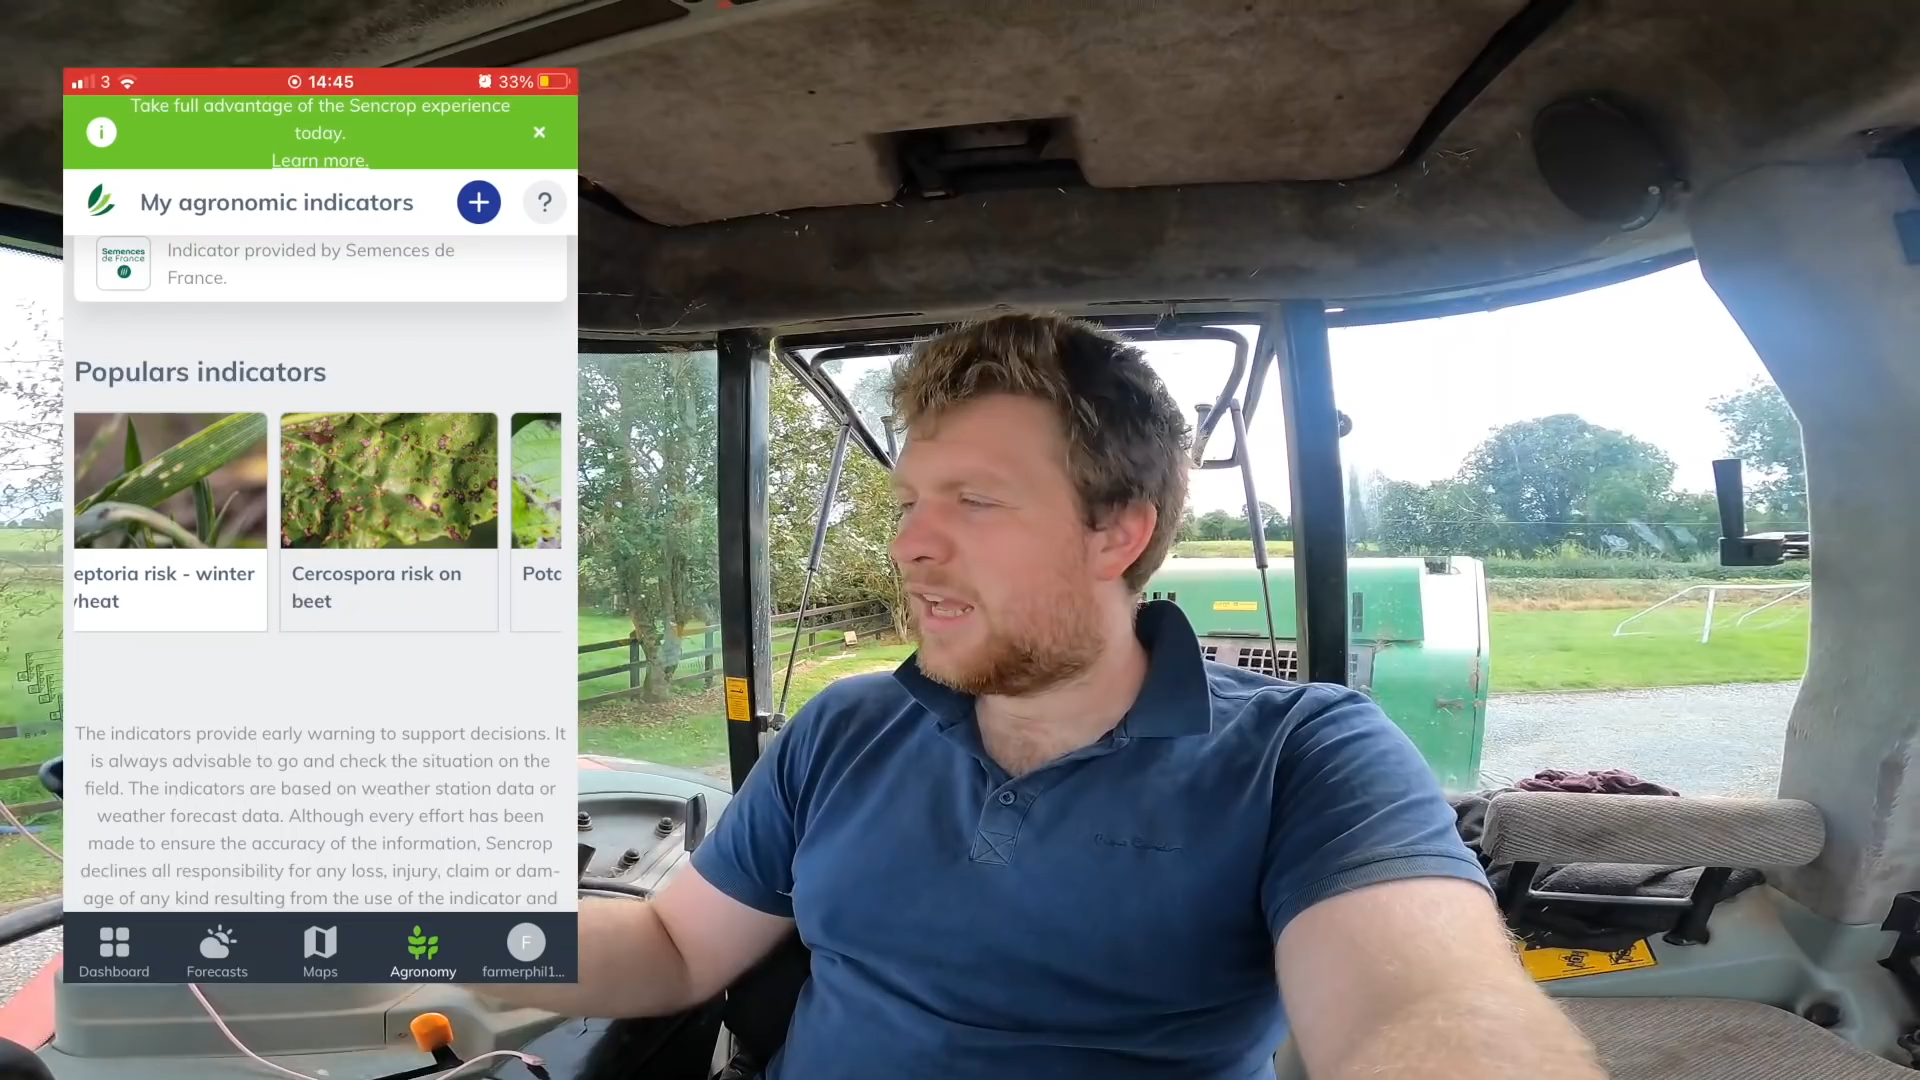 3 14:45 33%
Take full advantage of the Sencrop experience
today.
Learn more.
My agronomic indicators
?
Semences
de France
Indicator provided by Semences de
France.
Populars indicators
eptoria risk - winter
heat
Cercospora risk on
beet
Pota
The indicators provide early warning to support decisions. It
is always advisable to go and check the situation on the
field. The indicators are based on weather station data or
weather forecast data. Although every effort has been
made to ensure the accuracy of the information, Sencrop
declines all responsibility for any loss, injury, claim or dam-
age of any kind resulting from the use of the indicator and
F
Dashboard Forecasts Maps Agronomy farmerphil1...